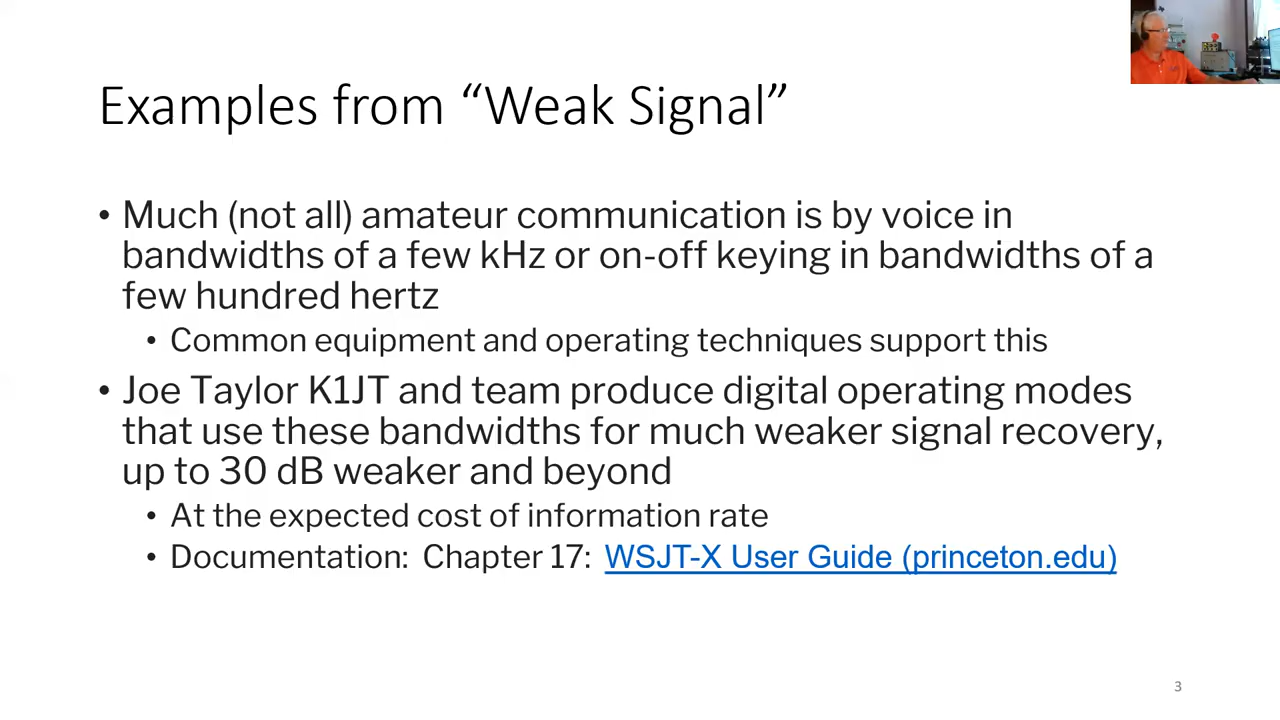 Examples from “Weak Signal”
• Much (not all) amateur communication is by voice in
bandwidths of a few kHz or on-off keying in bandwidths of a
few hundred hertz
• Common equipment and operating techniques support this
• Joe Taylor K1JT and team produce digital operating modes
that use these bandwidths for much weaker signal recovery,
up to 30 dB weaker and beyond
• At the expected cost of information rate
• Documentation: Chapter 17: WSJT-X User Guide (princeton.edu)
3